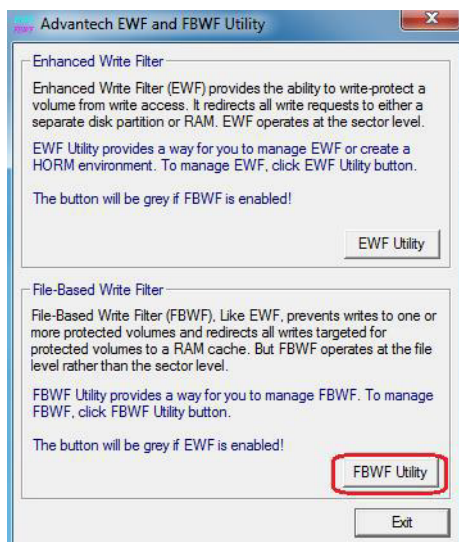 Advantech EWF and FBWF Utility
Enhanced Write Filter
Enhanced Write Filter (EWF) provides the ability to write-protect a
volume from write access. It redirects all write requests to either a
separate disk partition or RAM. EWF operates at the sector level.
EWF Utility provides a way for you to manage EWF or create a
HORM environment. To manage EWF, click EWF Utility button.
The button will be grey if FBWF is enabled!
EWF Utility
File-Based Write Filter
File-Based Write Filter (FBWF), Like EWF, prevents writes to one or
more protected volumes and redirects all writes targeted for
protected volumes to a RAM cache. But FBWF operates at the file
level rather than the sector level.
FBWF Utility provides a way for you to manage FBWF. To manage
FBWF, click FBWF Utility button.
The button will be grey if EWF is enabled!
FBWF Utility
Exit